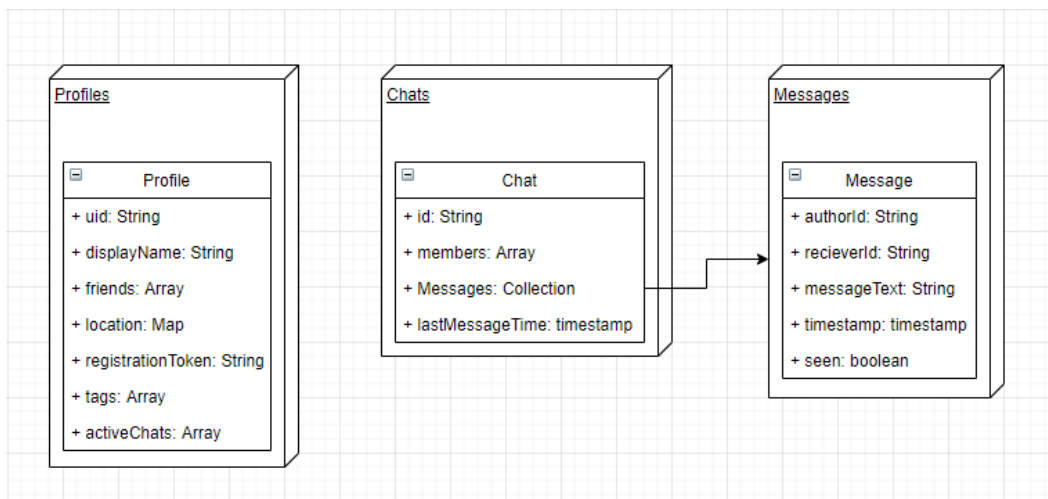 Profiles
Profile
+ uid: String
+ displayName: String
+ friends: Array
+ location: Map
+ registrationToken: String
+ tags: Array
+ activeChats: Array
Chats
Chat
+ id: String
+ members: Array
+ Messages: Collection
+ lastMessageTime: timestamp
Messages
Message
+ authorId: String
+ recieverId: String
+ messageText: String
+ timestamp: timestamp
+ seen: boolean